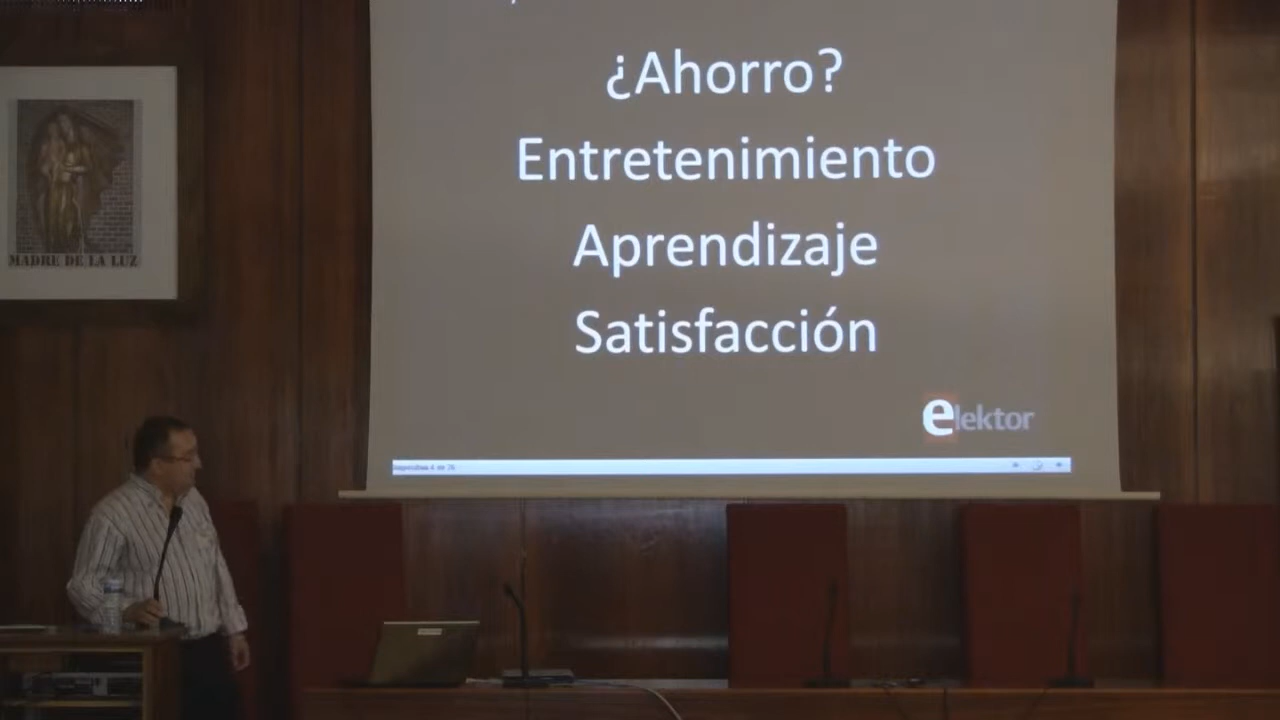 ¿Ahorro?
Entretenimiento
Aprendizaje
Satisfacción
elektor
MADRE DE LA LUZ